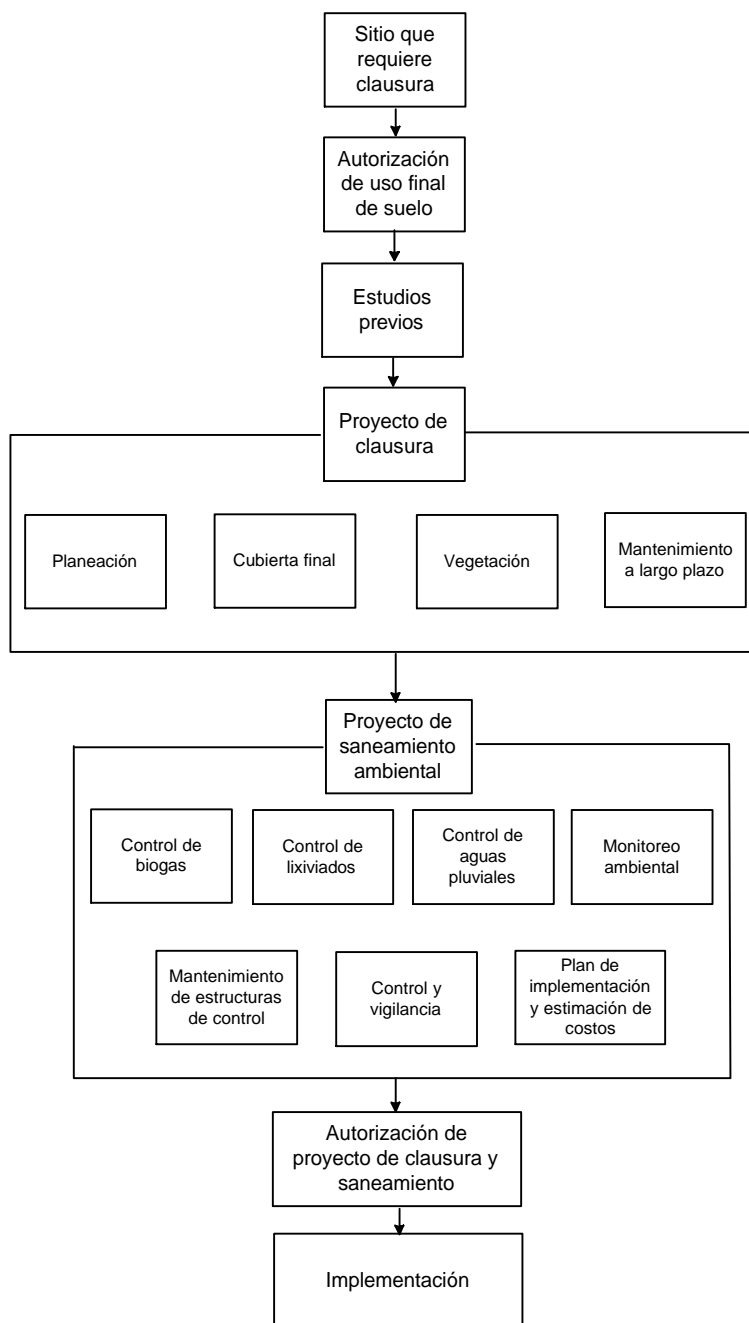 Sitio que
requiere
clausura
Autorización
de uso final
de suelo
Estudios
previos
Proyecto de
clausura
Planeación
Cubierta final
Vegetación
Mantenimiento
a largo plazo
Proyecto de
saneamiento
ambiental
Control de
biogas
Control de
lixiviados
Control de
aguas
pluviales
Monitoreo
ambiental
Mantenimiento
de estructuras
de control
Control y
vigilancia
Plan de
implementación
y estimación de
costos
Autorización de
proyecto de clausura y
saneamiento
Implementación